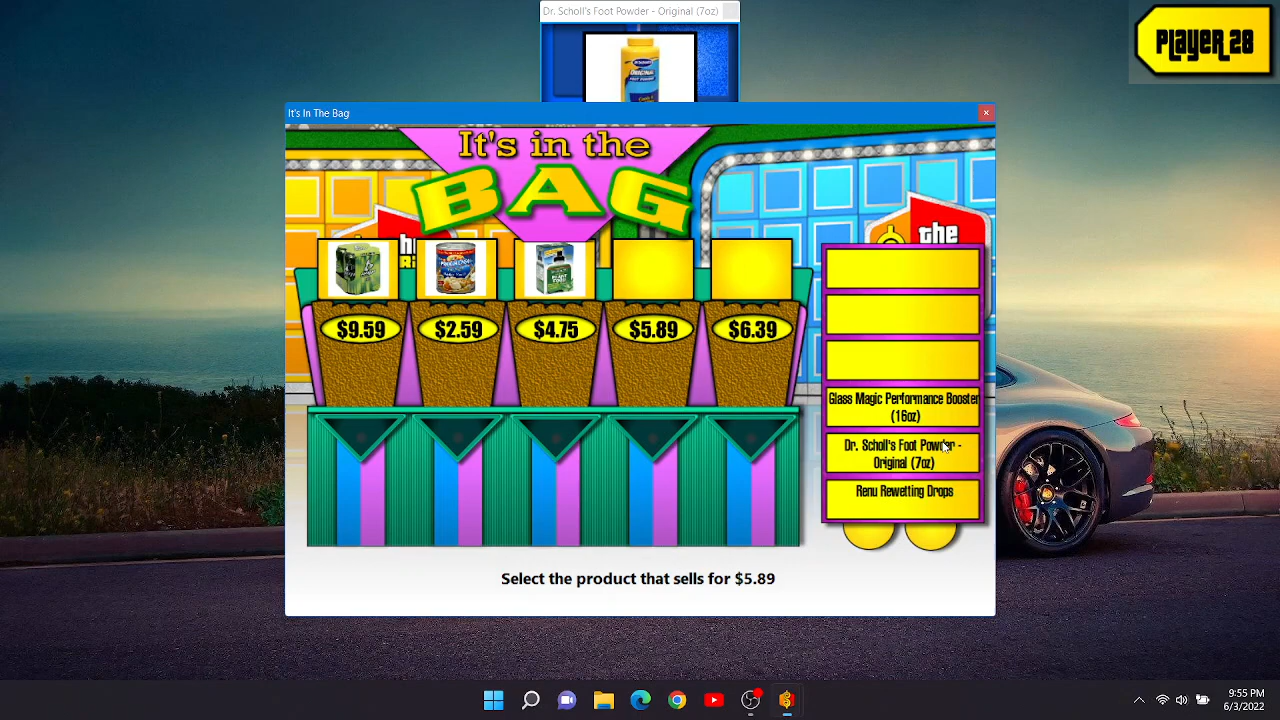 Dr. Scholl's Foot Powder - Original (7oz)
ORIGINAL
PLAYER 28
It's In The Bag
It's in the
BAG
the
$9.59
$2.59
$4.75
$5.89
$6.39
Glass Magic Performance Booster
(16oz)
Dr. Scholl's Foot Powder -
Original (7oz)
Renu Rewetting Drops
Select the product that sells for $5.89
9:55 PM
6/3/2022